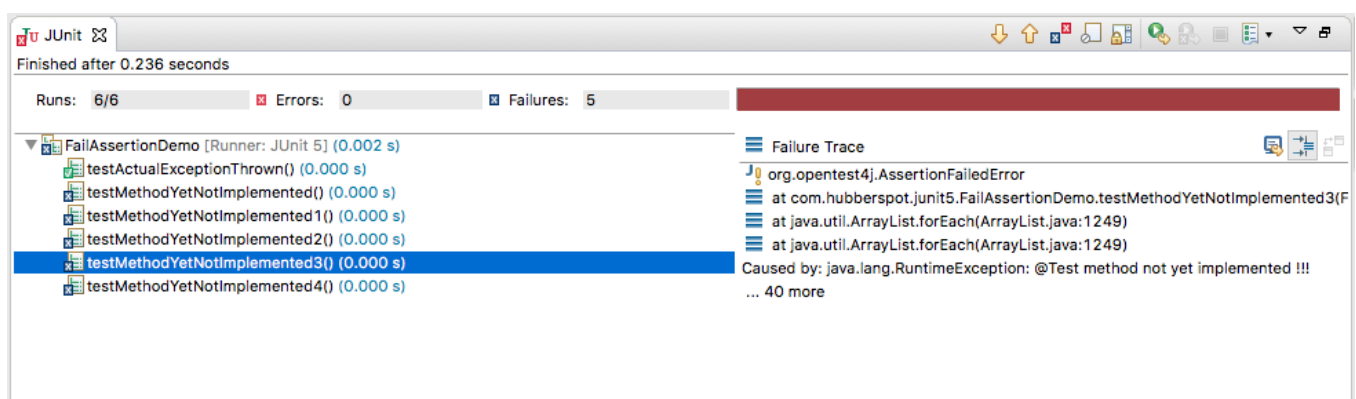 JUnit
Finished after 0.236 seconds
Runs: 6/6 Errors: 0 Failures: 5
FailAssertionDemo [Runner: JUnit 5] (0.002 s)
testActualExceptionThrown() (0.000 s)
testMethodYetNotImplemented() (0.000 s)
testMethodYetNotImplemented1() (0.000 s)
testMethodYetNotImplemented2() (0.000 s)
testMethodYetNotImplemented3() (0.000 s)
testMethodYetNotImplemented4() (0.000 s)
Failure Trace
org.opentest4j.AssertionFailedError
at com.hubberspot.junit5.FailAssertionDemo.testMethodYetNotImplemented3(F
at java.util.ArrayList.forEach(ArrayList.java:1249)
at java.util.ArrayList.forEach(ArrayList.java:1249)
Caused by: java.lang.RuntimeException: @Test method not yet implemented !!!
... 40 more